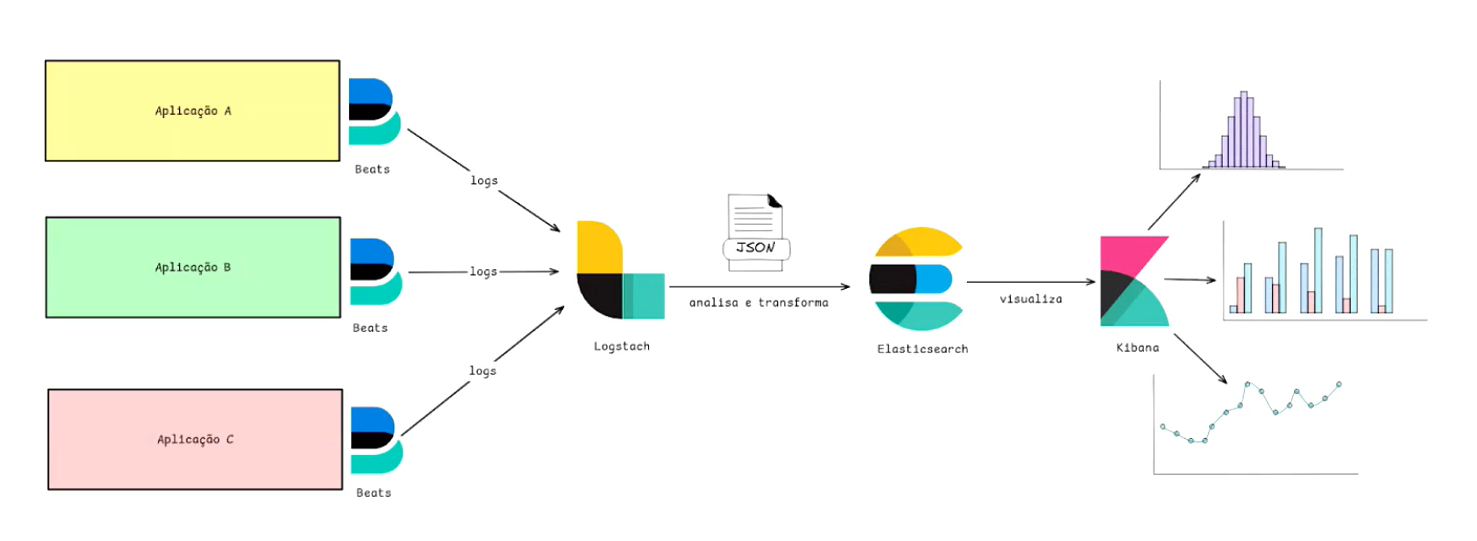 Aplicação A
Beats
logs
Aplicação B
Beats
logs
Aplicação C
Beats
logs
Logstach
JSON
analisa e transforma
Elasticsearch
visualiza
Kibana